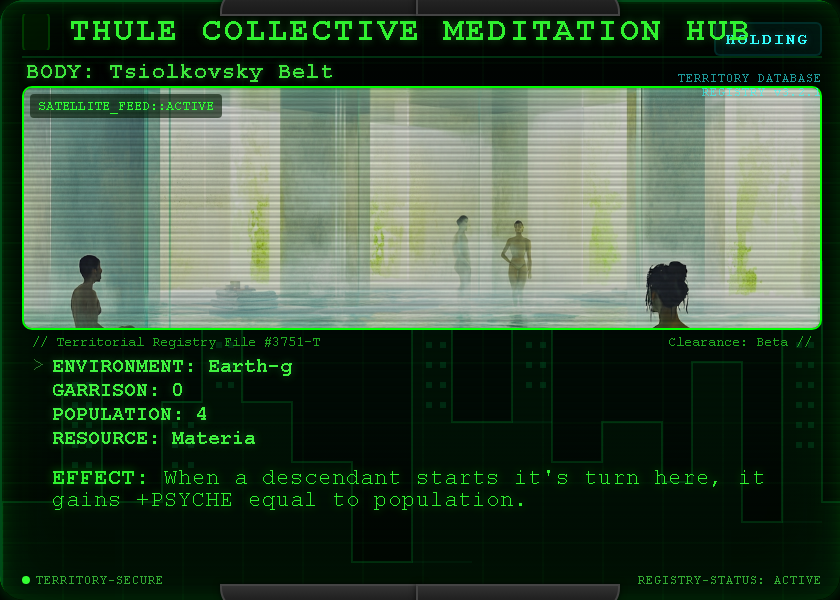 THULE COLLECTIVE MEDITATION HUB
HOLDING
BODY: Tsiolkovsky Belt
TERRITORY DATABASE
SATELLITE_FEED::ACTIVE
// Territorial Registry File #3751-T
Clearance: Beta //
> ENVIRONMENT: Earth-g
GARRISON: 0
POPULATION: 4
RESOURCE: Materia
EFFECT: When a descendant starts it's turn here, it
gains +PSYCHE equal to population.
TERRITORY-SECURE
REGISTRY-STATUS: ACTIVE